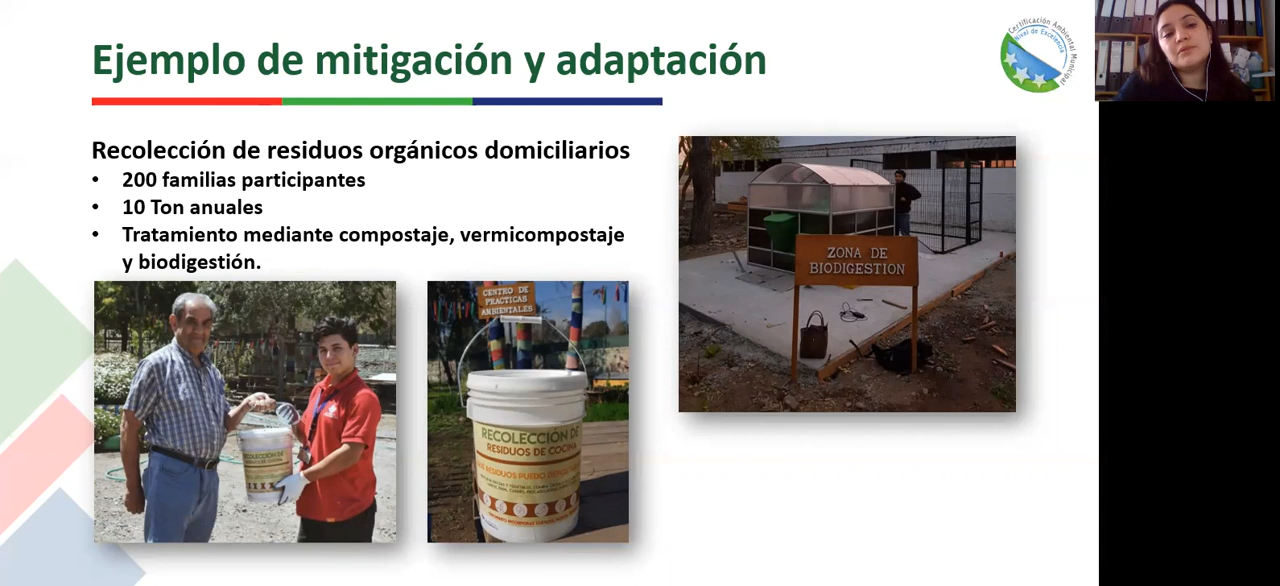 Ejemplo de mitigación y adaptación
Certificación Ambiental Municipal
Nivel de Excelencia
Recolección de residuos orgánicos domiciliarios
• 200 familias participantes
• 10 Ton anuales
• Tratamiento mediante compostaje, vermicompostaje
y biodigestión.
ZONA DE
BIODIGESTION
CENTRO DE
PRACTICAS
AMBIENTALES
RECOLECCIÓN DE
RECOLECCIÓN DE
RESIDUOS DE COCINA
RESIDUOS PUEDO